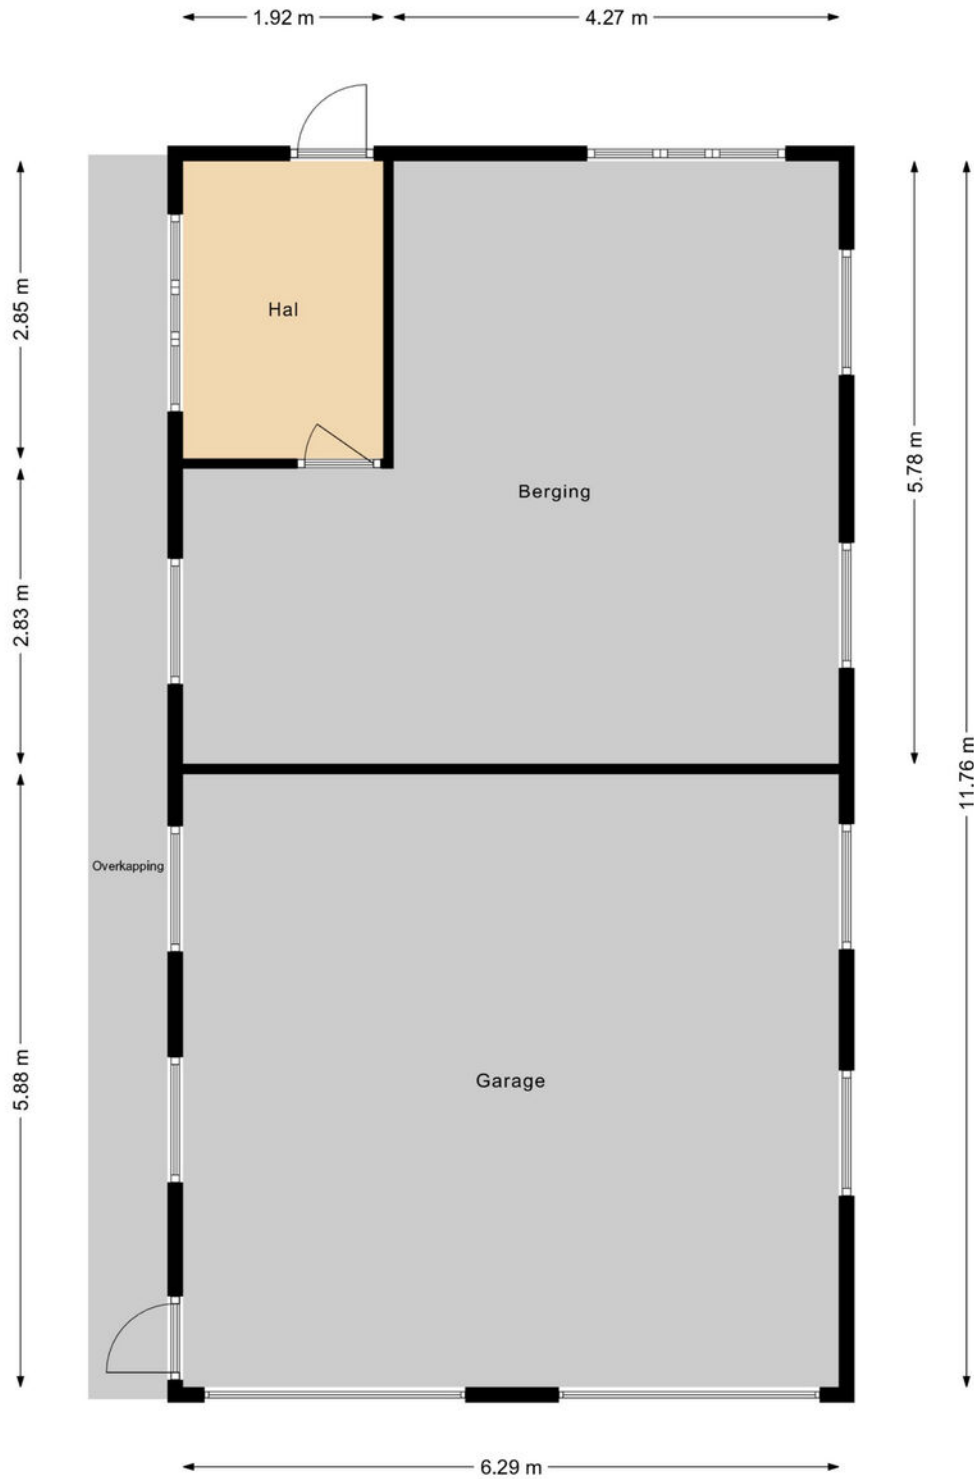 1.92 m
4.27 m
2.85 m
Hal
5.78 m
Berging
2.83 m
11.76 m
Overkapping
5.88 m
Garage
6.29 m